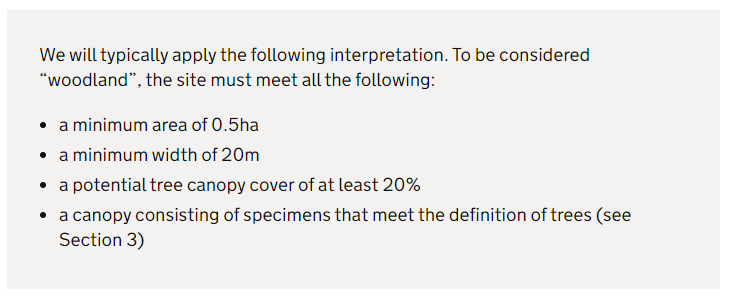 We will typically apply the following interpretation. To be considered
“woodland”, the site must meet all the following:
• a minimum area of 0.5ha
• a minimum width of 20m
• a potential tree canopy cover of at least 20%
• a canopy consisting of specimens that meet the definition of trees (see
Section 3)